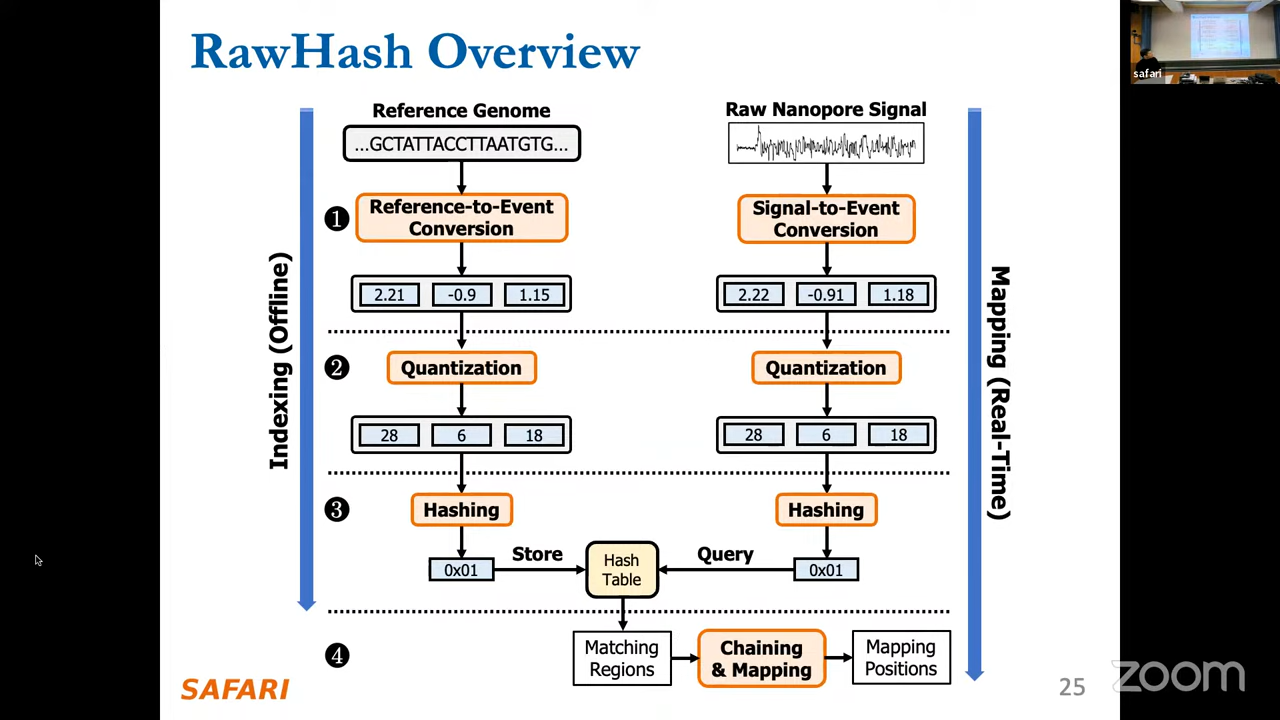 RawHash Overview
safari
Reference Genome
Raw Nanopore Signal
...GCTATTACCTTAATGTG...
1
Reference-to-Event
Conversion
Signal-to-Event
Conversion
2.21 -0.9 1.15
2.22 -0.91 1.18
2
Quantization
Quantization
28 6 18
28 6 18
3
Hashing
Hashing
0x01
Store
Hash
Table
Query
0x01
4
Matching
Regions
Chaining
& Mapping
Mapping
Positions
Indexing (Offline)
Mapping (Real-Time)
SAFARI
25
zoom